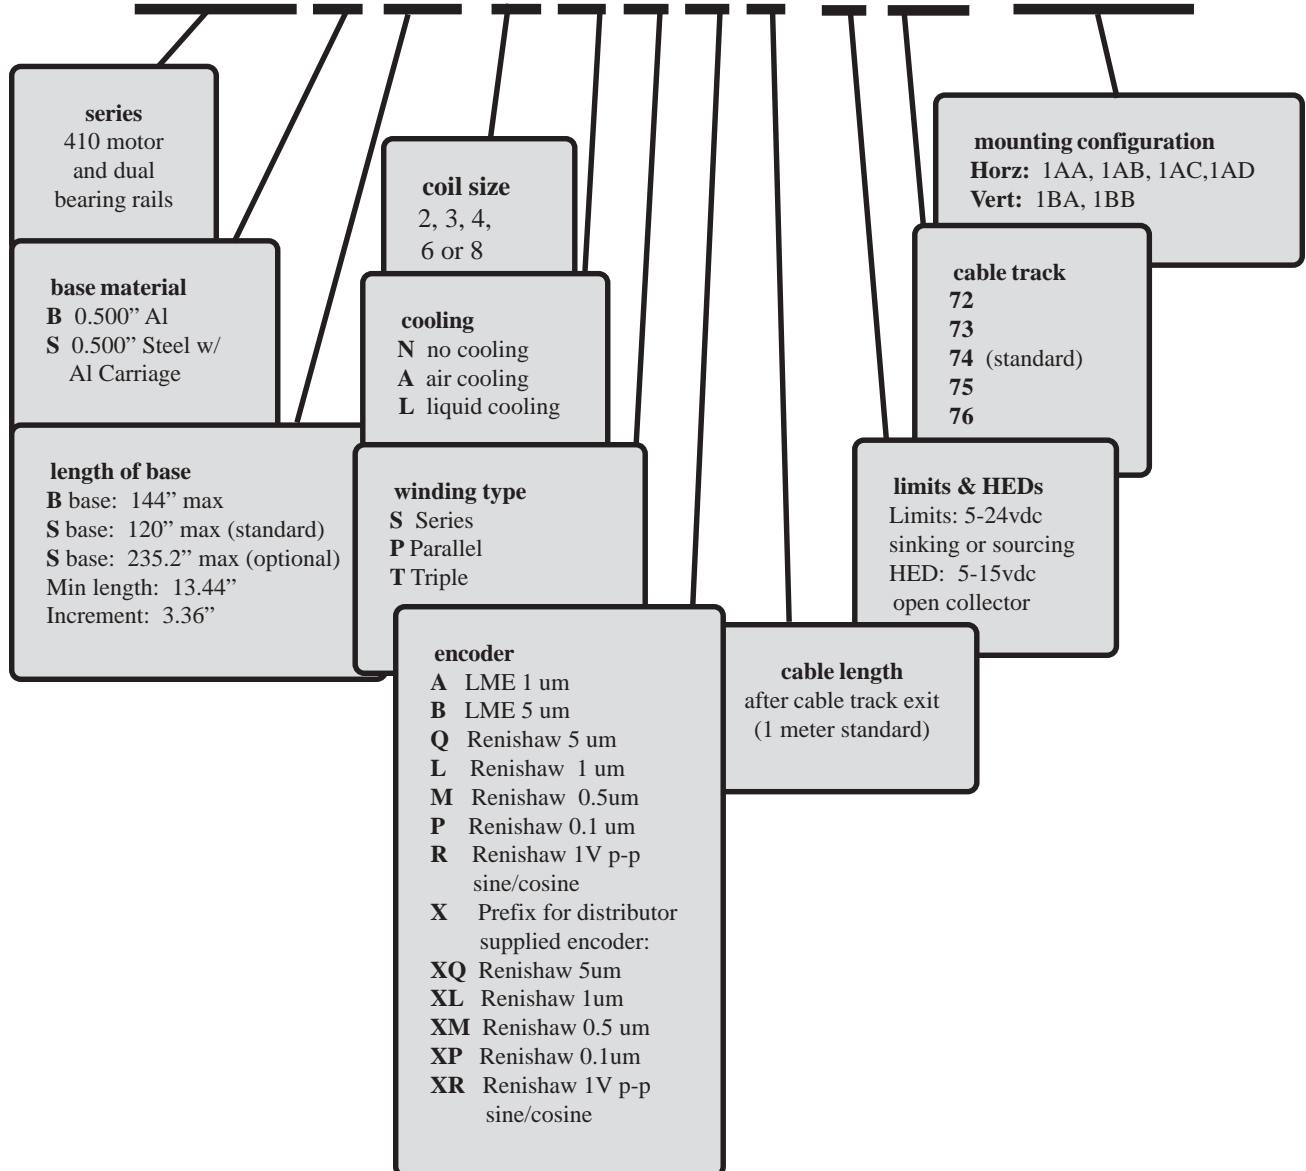 series
410 motor
and dual
bearing rails
base material
B 0.500” Al
S 0.500” Steel w/
Al Carriage
length of base
B base: 144” max
S base: 120” max (standard)
S base: 235.2” max (optional)
Min length: 13.44”
Increment: 3.36”
coil size
2, 3, 4,
6 or 8
cooling
N no cooling
A air cooling
L liquid cooling
winding type
S Series
P Parallel
T Triple
encoder
A LME 1 um
B LME 5 um
Q Renishaw 5 um
L Renishaw 1 um
M Renishaw 0.5um
P Renishaw 0.1 um
R Renishaw 1V p-p
sine/cosine
X Prefix for distributor
supplied encoder:
XQ Renishaw 5um
XL Renishaw 1um
XM Renishaw 0.5 um
XP Renishaw 0.1um
XR Renishaw 1V p-p
sine/cosine
cable length
after cable track exit
(1 meter standard)
limits & HEDs
Limits: 5-24vdc
sinking or sourcing
HED: 5-15vdc
open collector
cable track
72
73
74 (standard)
75
76
mounting configuration
Horz: 1AA, 1AB, 1AC,1AD
Vert: 1BA, 1BB